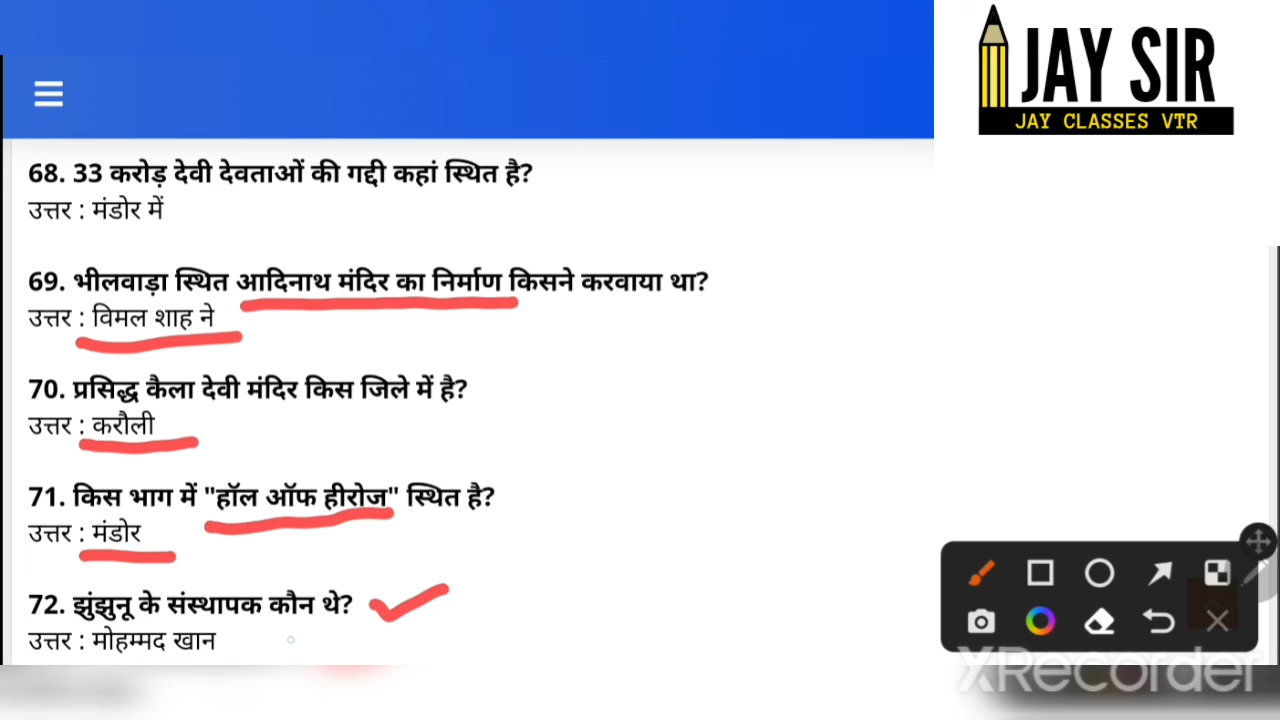 JAY SIR
JAY CLASSES VTR
68. 33 करोड़ देवी देवताओं की गद्दी कहां स्थित है?
उत्तर : मंडोर में
69. भीलवाड़ा स्थित आदिनाथ मंदिर का निर्माण किसने करवाया था?
उत्तर : विमल शाह ने
70. प्रसिद्ध कैला देवी मंदिर किस जिले में है?
उत्तर : करौली
71. किस भाग में "हॉल ऑफ हीरोज" स्थित है?
उत्तर : मंडोर
72. झुंझुनू के संस्थापक कौन थे?
उत्तर : मोहम्मद खान
XRecorder